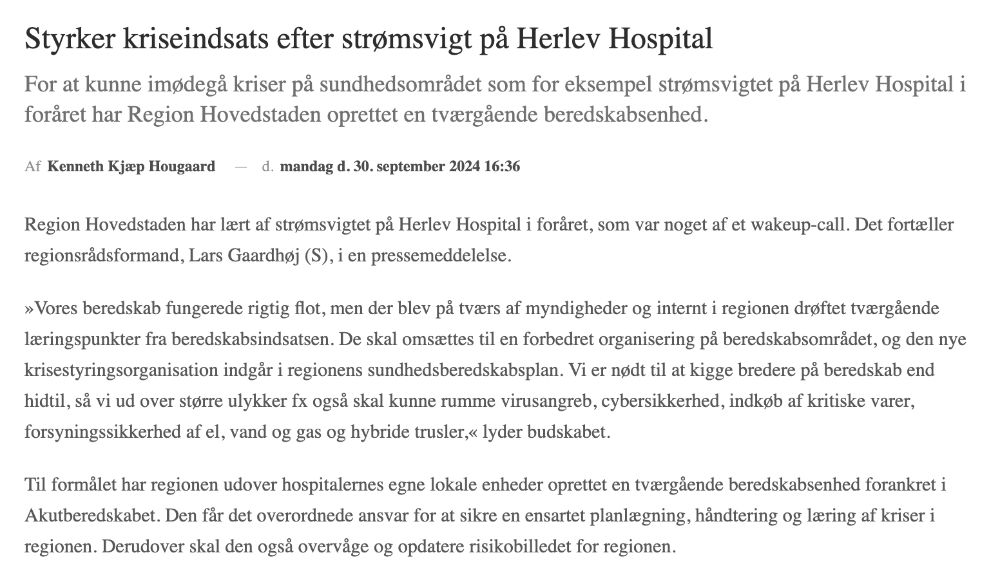 Styrker kriseindsats efter strømsvigt på Herlev Hospital
For at kunne imødegå kriser på sundhedsområdet som for eksempel strømsvigtet på Herlev Hospital i
foråret har Region Hovedstaden oprettet en tværgående beredskabsenhed.
Af Kenneth Kjæp Hougaard — d. mandag d. 30. september 2024 16:36
Region Hovedstaden har lært af strømsvigtet på Herlev Hospital i foråret, som var noget af et wakeup-call. Det fortæller
regionsrådsformand, Lars Gaardhøj (S), i en pressemeddelelse.
»Vores beredskab fungerede rigtig flot, men der blev på tværs af myndigheder og internt i regionen drøftet tværgående
læringspunkter fra beredskabsindsatsen. De skal omsættes til en forbedret organisering på beredskabsområdet, og den nye
krisestyringsorganisation indgår i regionens sundhedsberedskabsplan. Vi er nødt til at kigge bredere på beredskab end
hidtil, så vi ud over større ulykker fx også skal kunne rumme virusangreb, cybersikkerhed, indkøb af kritiske varer,
forsyningssikkerhed af el, vand og gas og hybride trusler,« lyder budskabet.
Til formålet har regionen udover hospitalernes egne lokale enheder oprettet en tværgående beredskabsenhed forankret i
Akutberedskabet. Den får det overordnede ansvar for at sikre en ensartet planlægning, håndtering og læring af kriser i
regionen. Derudover skal den også overvåge og opdatere risikobilledet for regionen.